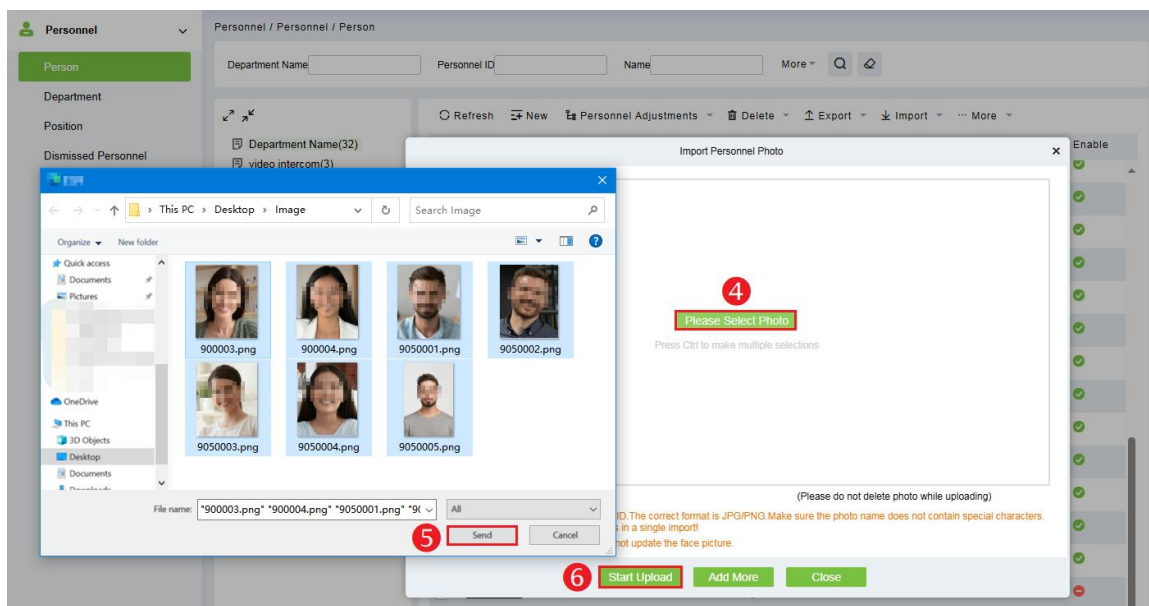 Personnel
Personnel / Personnel / Person
Person
Department Name
Personnel ID
Name
More
Department
Position
Dismissed Personnel
Refresh
New
Personnel Adjustments
Delete
Export
Import
More
Department Name(32)
video intercom(3)
Import Personnel Photo
Enable
This PC > Desktop > Image
Search Image
Organize
New folder
Quick access
Documents
Pictures
OneDrive
This PC
3D Objects
Desktop
Documents
Downloads
900003.png
900004.png
9050001.png
9050002.png
9050003.png
9050004.png
9050005.png
File name:
"900003.png" "900004.png" "9050001.png" "9(
All
5
Send
Cancel
4
Please Select Photo
Press Ctrl to make multiple selections
(Please do not delete photo while uploading)
ID.The correct format is JPG/PNG.Make sure the photo name does not contain special characters.
in a single import!
not update the face picture.
6
Start Upload
Add More
Close